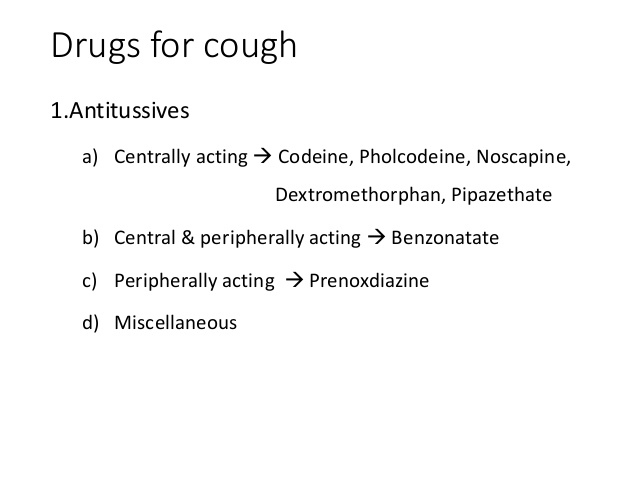 Drugs for cough
1.Antitussives
a) Centrally acting → Codeine, Pholcodeine, Noscapine,
Dextromethorphan, Pipazethate
b) Central & peripherally acting → Benzonatate
c) Peripherally acting → Prenoxdiazine
d) Miscellaneous